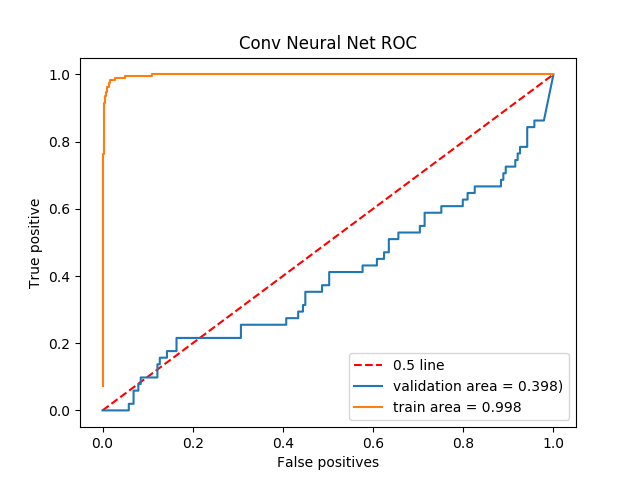 Conv Neural Net ROC
1.0
0.8
0.6
0.4
0.2
0.0
True positive
0.5 line
validation area = 0.398)
train area = 0.998
0.0 0.2 0.4 0.6 0.8 1.0
False positives